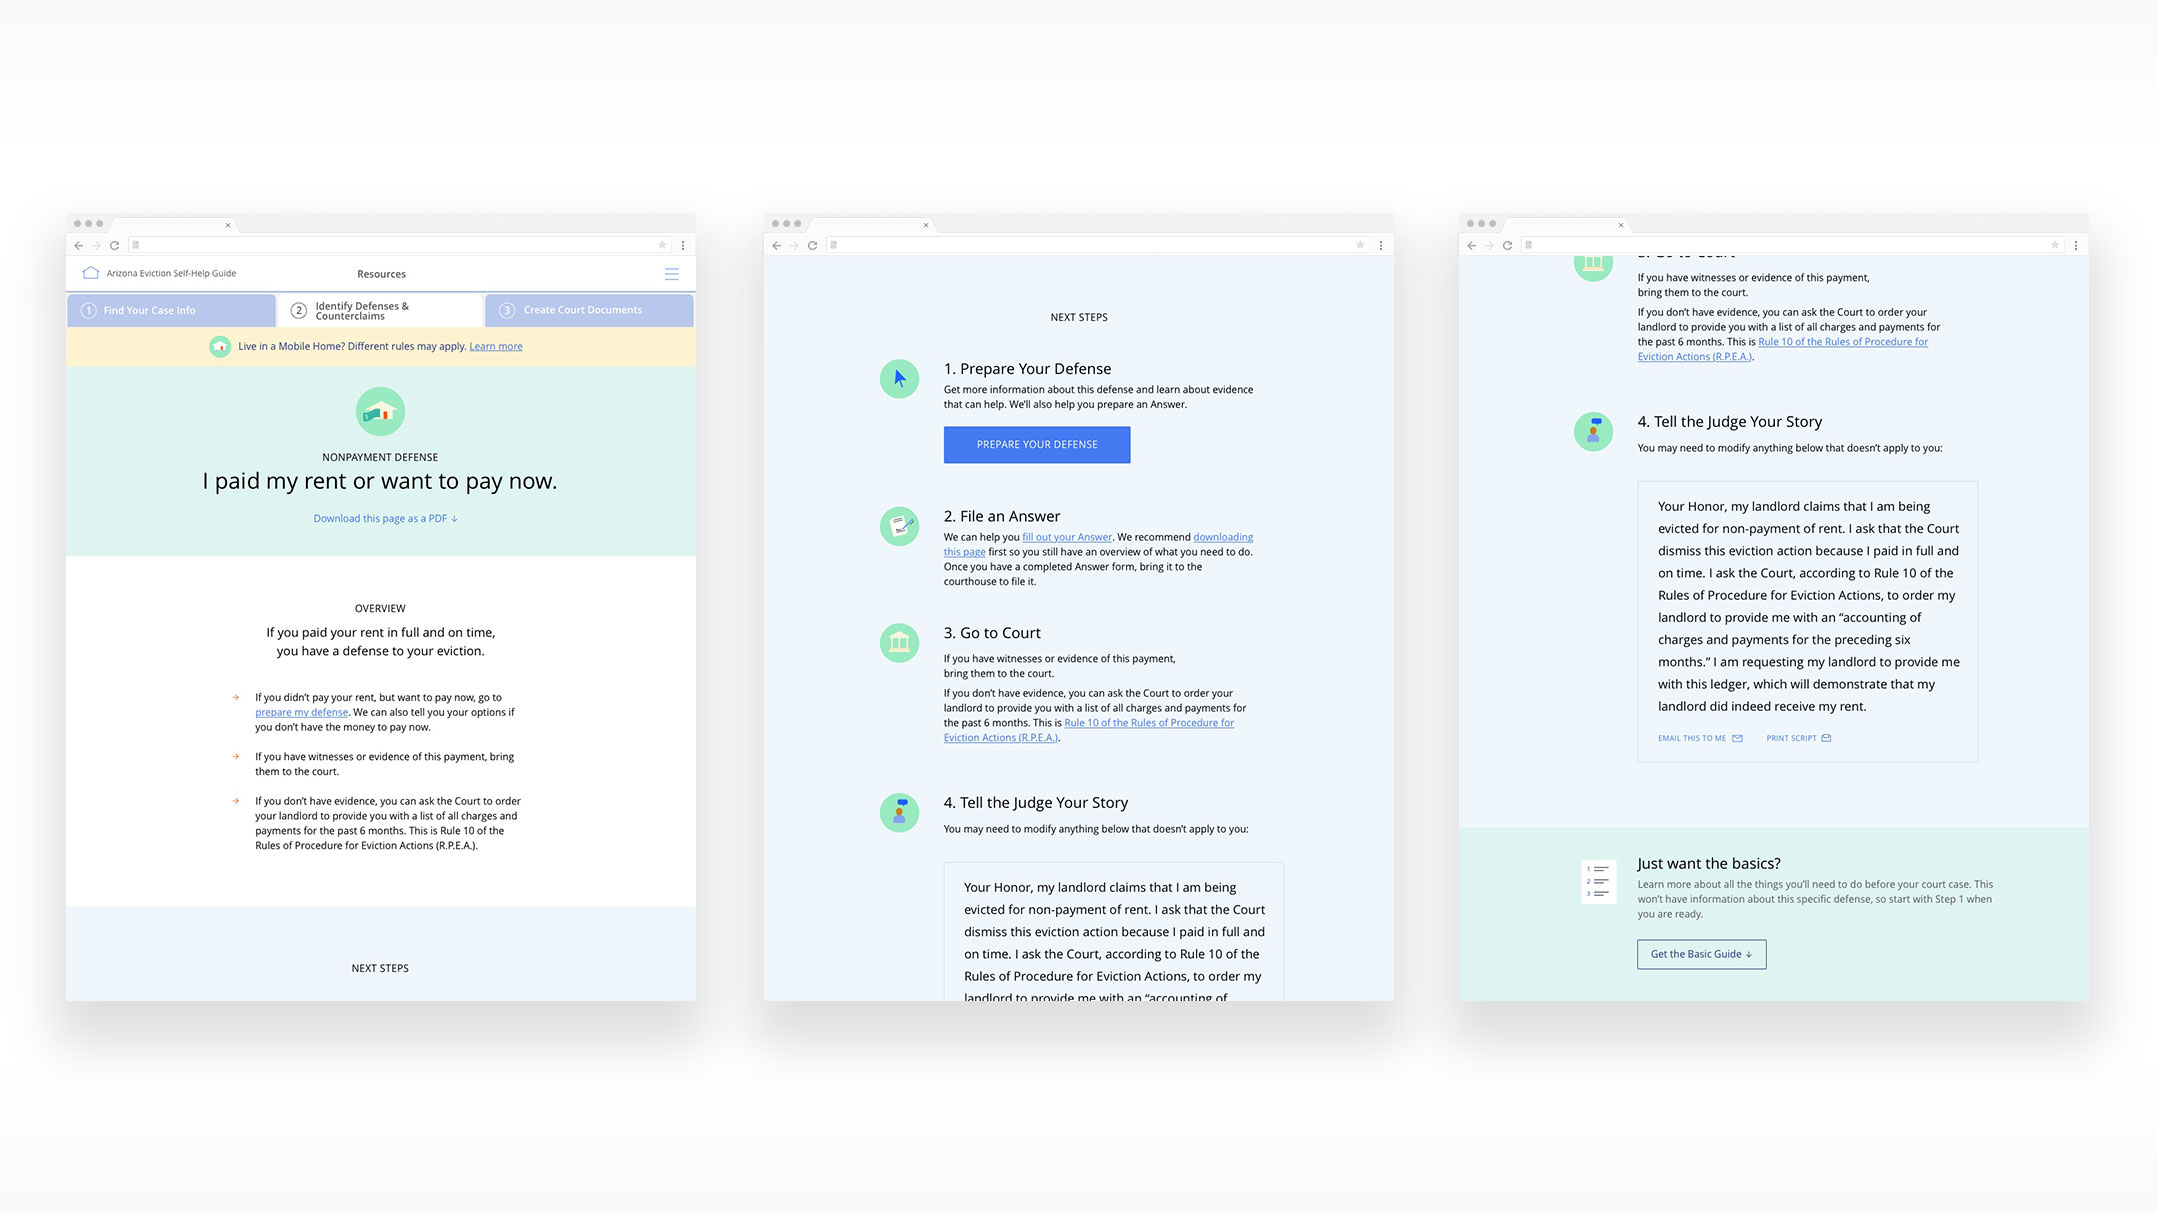 Arizona Eviction Self-Help Guide
Resources
1 Find Your Case Info
2 Identify Defenses &
Counterclaims
3 Create Court Documents
Live in a Mobile Home? Different rules may apply. Learn more
NONPAYMENT DEFENSE
I paid my rent or want to pay now.
Download this page as a PDF ↓
OVERVIEW
If you paid your rent in full and on time,
you have a defense to your eviction.
→ If you didn't pay your rent, but want to pay now, go to
prepare my defense. We can also tell you your options if
you don't have the money to pay now.
→ If you have witnesses or evidence of this payment, bring
them to the court.
→ If you don't have evidence, you can ask the Court to order
your landlord to provide you with a list of all charges and
payments for the past 6 months. This is Rule 10 of the
Rules of Procedure for Eviction Actions (R.P.E.A.).
NEXT STEPS
NEXT STEPS
1. Prepare Your Defense
Get more information about this defense and learn about evidence
that can help. We'll also help you prepare an Answer.
PREPARE YOUR DEFENSE
2. File an Answer
We can help you fill out your Answer. We recommend downloading
this page first so you still have an overview of what you need to do.
Once you have a completed Answer form, bring it to the
courthouse to file it.
3. Go to Court
If you have witnesses or evidence of this payment,
bring them to the court.
If you don't have evidence, you can ask the Court to order your
landlord to provide you with a list of all charges and payments for
the past 6 months. This is Rule 10 of the Rules of Procedure for
Eviction Actions (R.P.E.A.).
4. Tell the Judge Your Story
You may need to modify anything below that doesn't apply to you:
Your Honor, my landlord claims that I am being
evicted for non-payment of rent. I ask that the Court
dismiss this eviction action because I paid in full and
on time. I ask the Court, according to Rule 10 of the
Rules of Procedure for Eviction Actions, to order my
landlord to provide me with an “accounting of
3. Go to Court
If you have witnesses or evidence of this payment,
bring them to the court.
If you don't have evidence, you can ask the Court to order your
landlord to provide you with a list of all charges and payments for
the past 6 months. This is Rule 10 of the Rules of Procedure for
Eviction Actions (R.P.E.A.).
4. Tell the Judge Your Story
You may need to modify anything below that doesn't apply to you:
Your Honor, my landlord claims that I am being
evicted for non-payment of rent. I ask that the Court
dismiss this eviction action because I paid in full and
on time. I ask the Court, according to Rule 10 of the
Rules of Procedure for Eviction Actions, to order my
landlord to provide me with an “accounting of
charges and payments for the preceding six
months.” I am requesting my landlord to provide me
with this ledger, which will demonstrate that my
landlord did indeed receive my rent.
EMAIL THIS TO ME
PRINT SCRIPT
1
2
3
Just want the basics?
Learn more about all the things you'll need to do before your court case. This
won't have information about this specific defense, so start with Step 1 when
you are ready.
Get the Basic Guide ↓